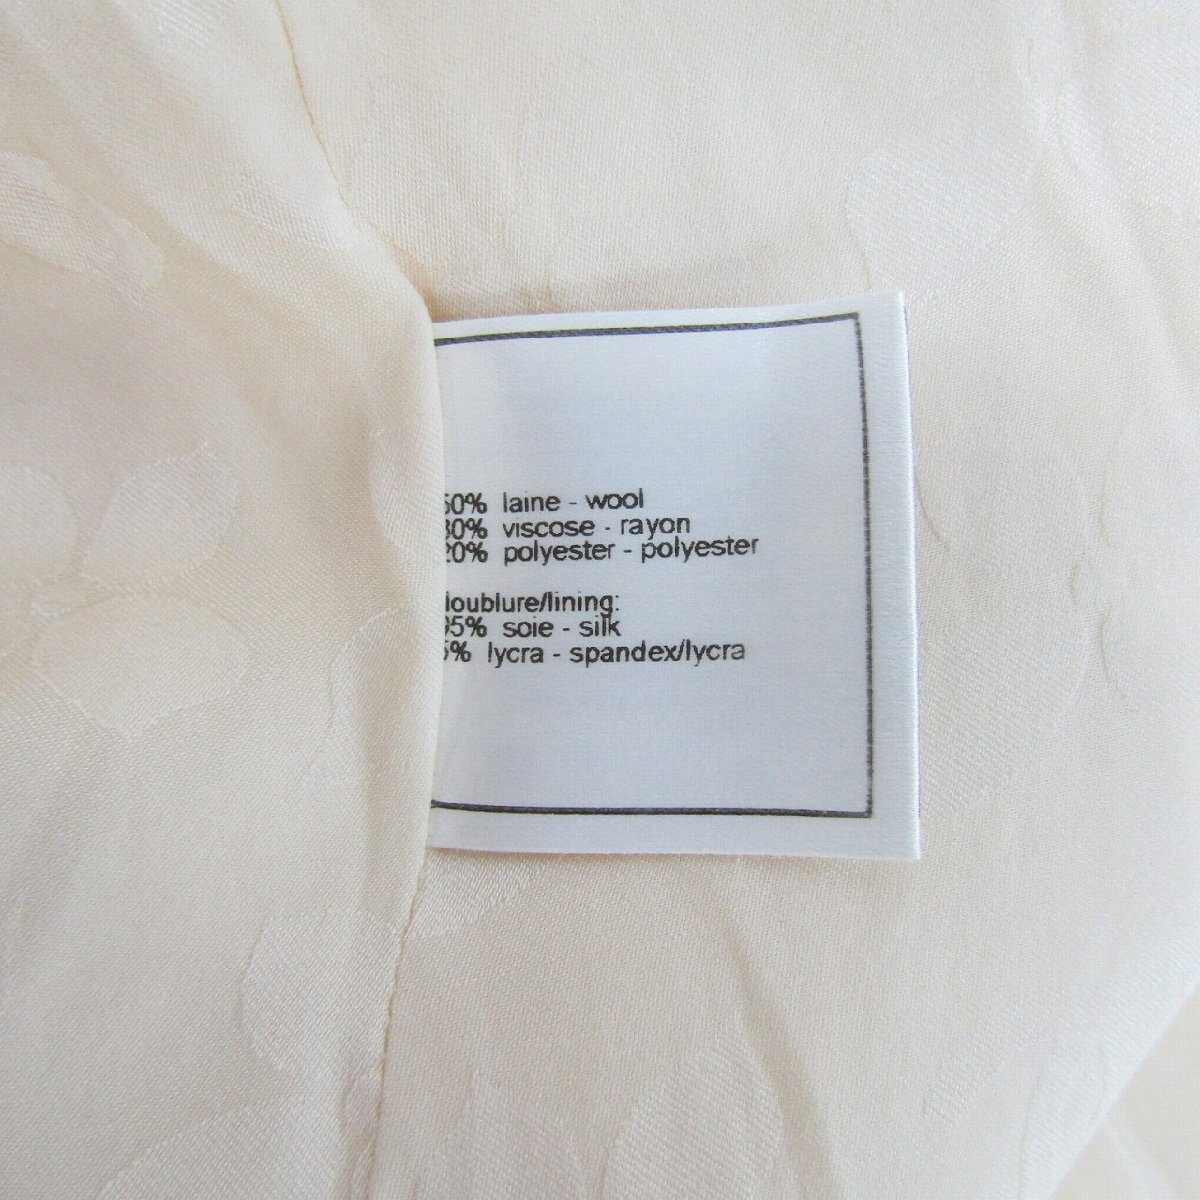 50% laine - wool
30% viscose - rayon
20% polyester - polyester
doublure/lining:
95% soie - silk
5% lycra - spandex/lycra